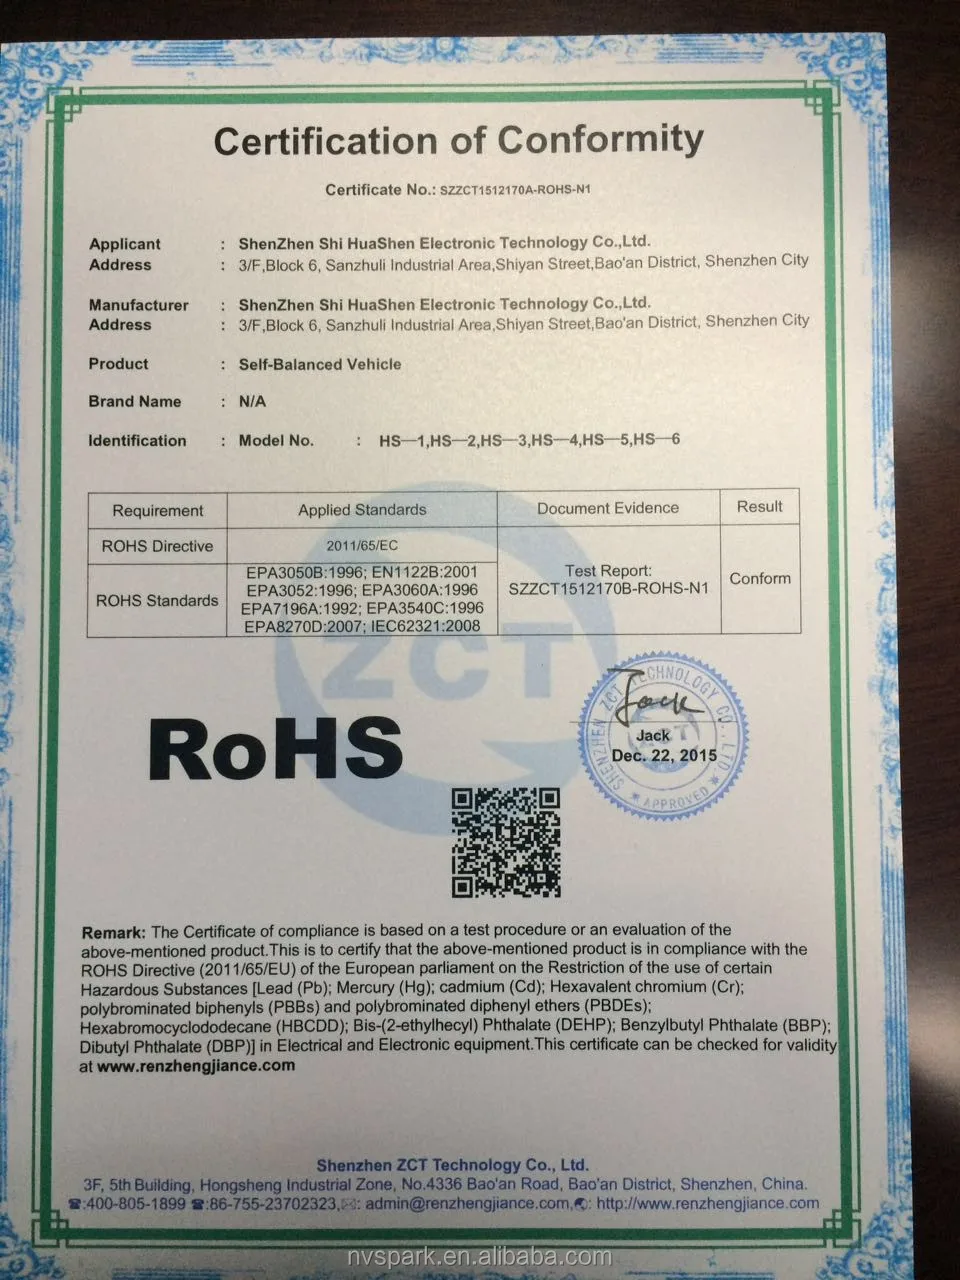 Certification of Conformity
Certificate No.: SZZCT1512170A-ROHS-N1
Applicant : ShenZhen Shi HuaShen Electronic Technology Co.,Ltd.
Address : 3/F,Block 6, Sanzhuli Industrial Area,Shiyan Street,Bao'an District, Shenzhen City
Manufacturer : ShenZhen Shi HuaShen Electronic Technology Co.,Ltd.
Address : 3/F,Block 6, Sanzhuli Industrial Area,Shiyan Street,Bao'an District, Shenzhen City
Product : Self-Balanced Vehicle
Brand Name : N/A
Identification : Model No. : HS—1,HS—2,HS—3,HS—4,HS—5,HS—6
Requirement Applied Standards Document Evidence Result
ROHS Directive 2011/65/EC
ROHS Standards
EPA3050B:1996; EN1122B:2001
EPA3052:1996; EPA3060A:1996
EPA7196A:1992; EPA3540C:1996
EPA8270D:2007; IEC62321:2008
Test Report:
SZZCT1512170B-ROHS-N1
Conform
ZCT
RoHS
SHENZHEN ZCT TECHNOLOGY CO., LTD
ZCT
APPROVED
Jack
Jack
Dec. 22, 2015
Remark: The Certificate of compliance is based on a test procedure or an evaluation of the
above-mentioned product.This is to certify that the above-mentioned product is in compliance with the
ROHS Directive (2011/65/EU) of the European parliament on the Restriction of the use of certain
Hazardous Substances [Lead (Pb); Mercury (Hg); cadmium (Cd); Hexavalent chromium (Cr);
polybrominated biphenyls (PBBs) and polybrominated diphenyl ethers (PBDEs);
Hexabromocyclododecane (HBCDD); Bis-(2-ethylhecyl) Phthalate (DEHP); Benzylbutyl Phthalate (BBP);
Dibutyl Phthalate (DBP)] in Electrical and Electronic equipment.This certificate can be checked for validity
at www.renzhengjiance.com
Shenzhen ZCT Technology Co., Ltd.
3F, 5th Building, Hongsheng Industrial Zone, No.4336 Bao'an Road, Bao'an District, Shenzhen, China.
☎:400-805-1899 ☎:86-755-23702323,✉: admin@renzhengjiance.com, : http://www.renzhengjiance.com
nvspark.en.alibaba.com